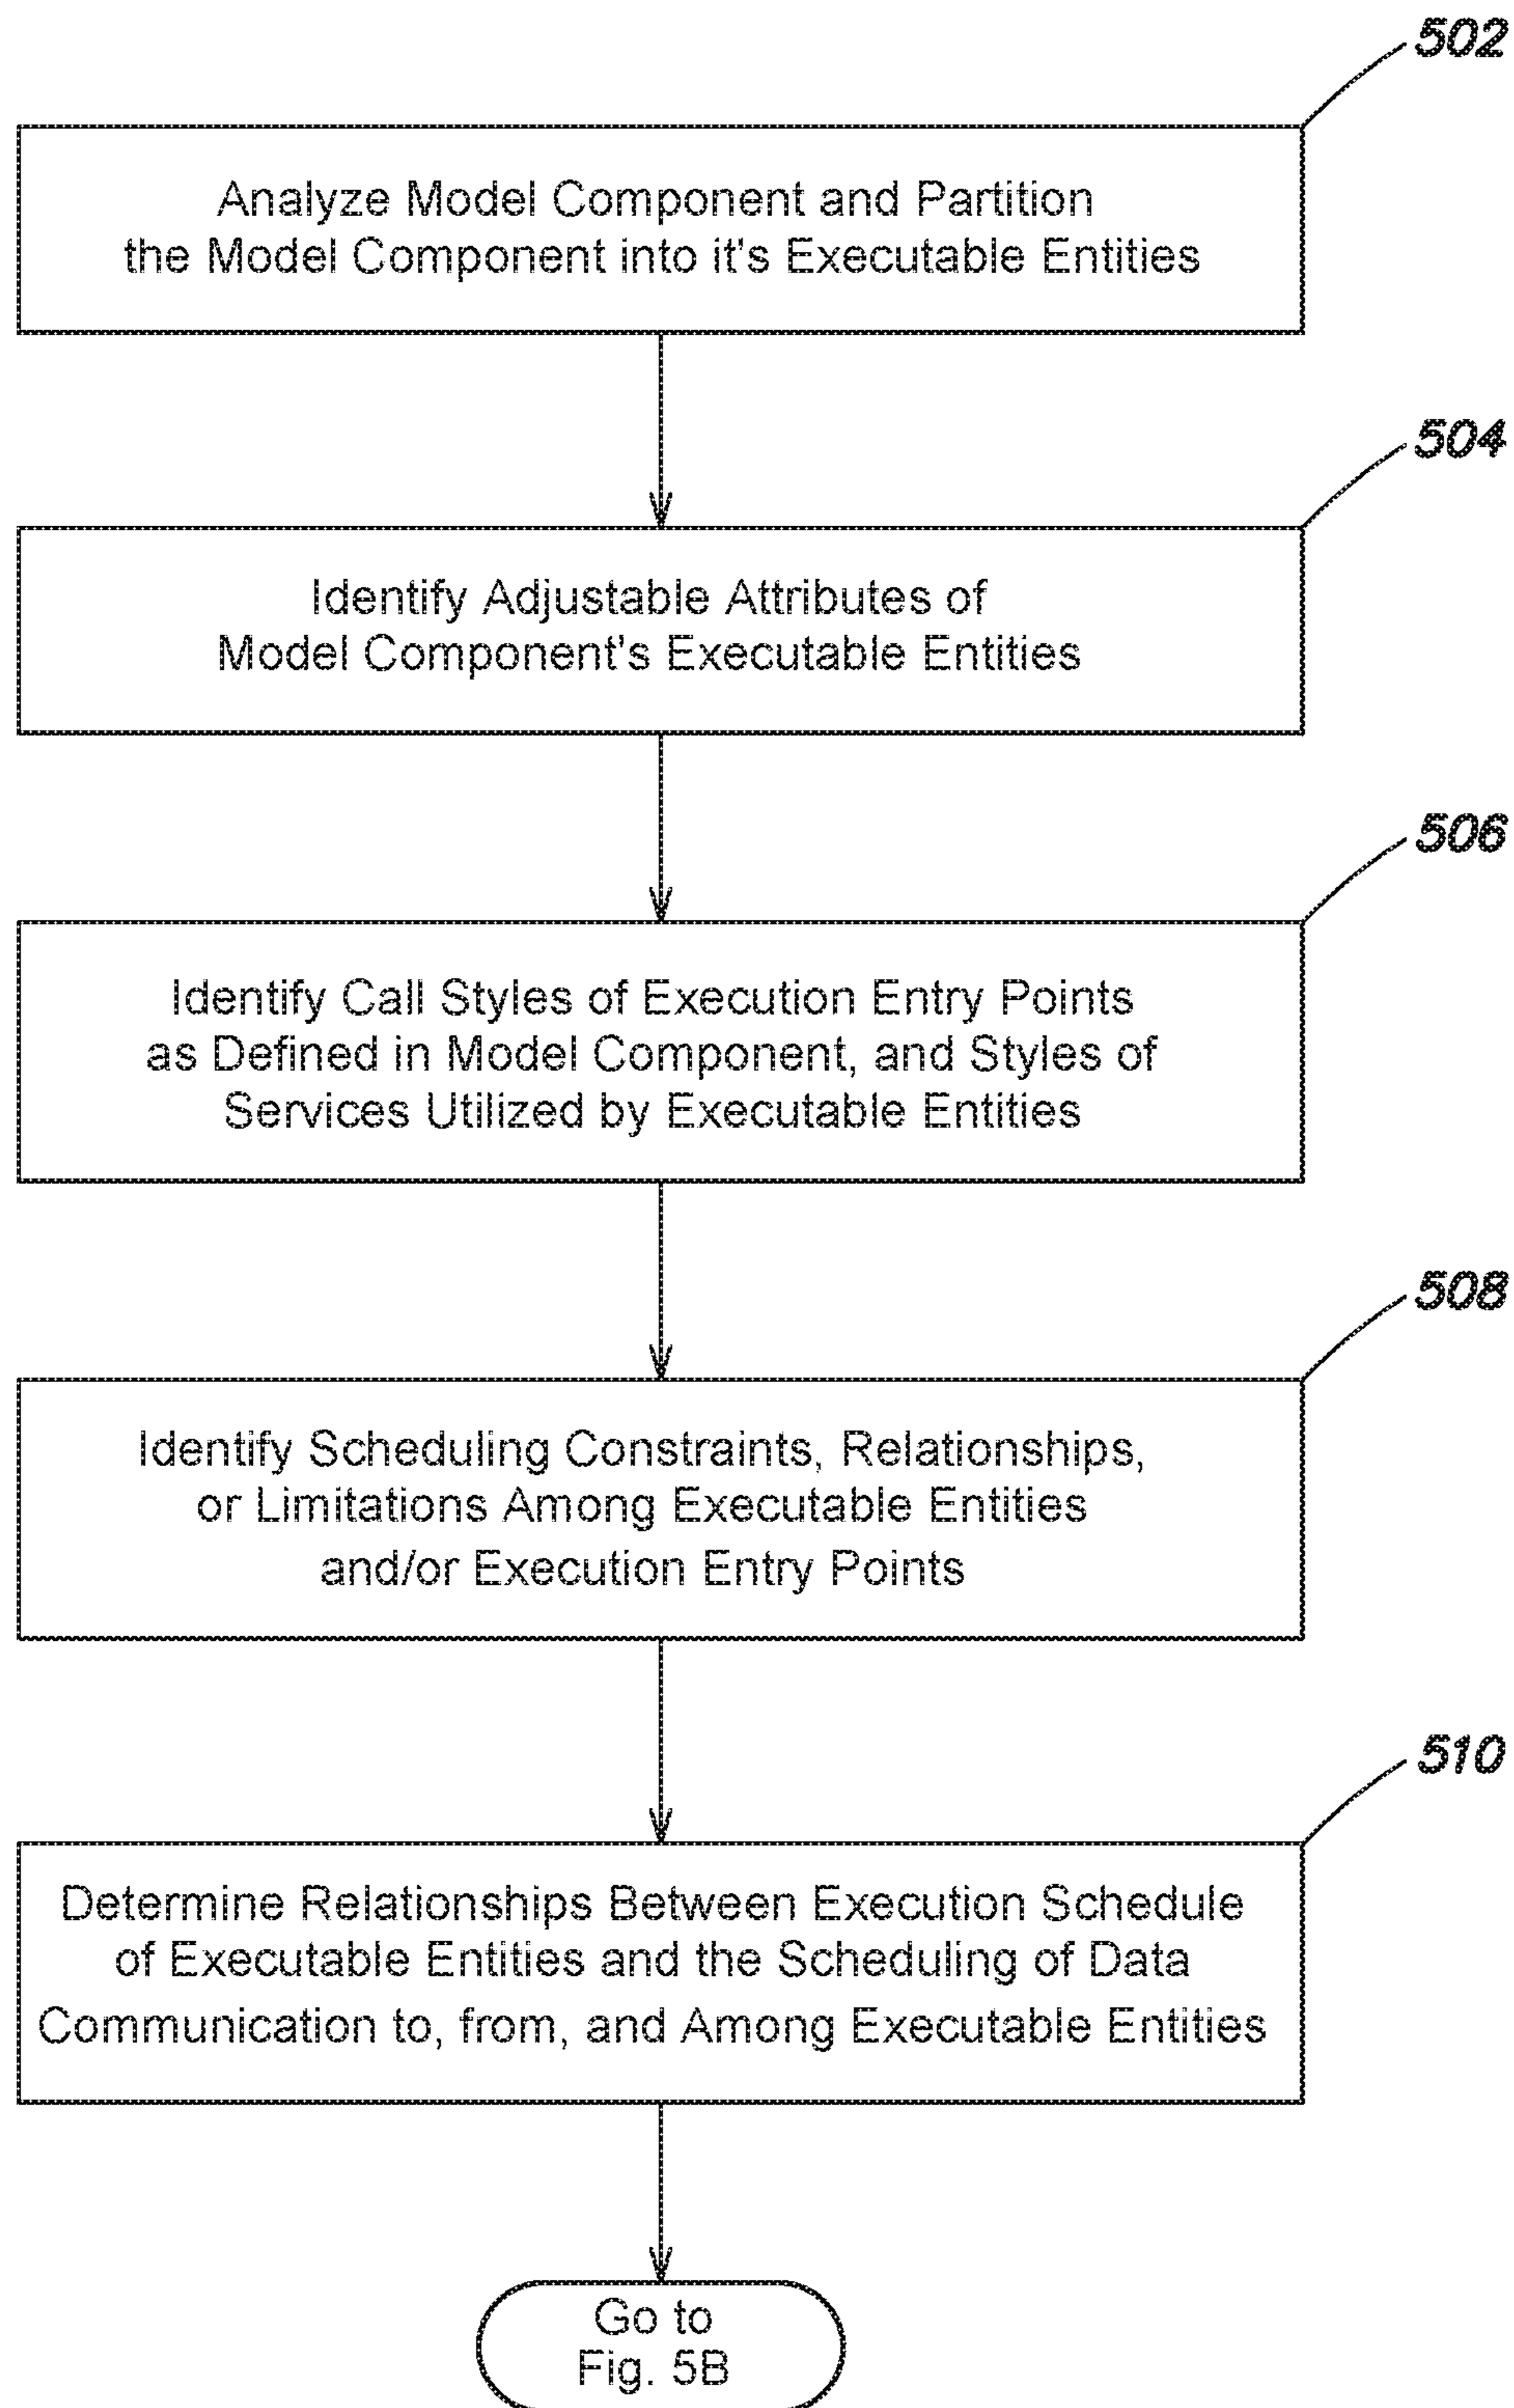 502
Analyze Model Component and Partition
the Model Component into it's Executable Entities
504
Identify Adjustable Attributes of
Model Component's Executable Entities
506
Identify Call Styles of Execution Entry Points
as Defined in Model Component, and Styles of
Services Utilized by Executable Entities
508
Identify Scheduling Constraints, Relationships,
or Limitations Among Executable Entities
and/or Execution Entry Points
510
Determine Relationships Between Execution Schedule
of Executable Entities and the Scheduling of Data
Communication to, from, and Among Executable Entities
Go to
Fig. 5B